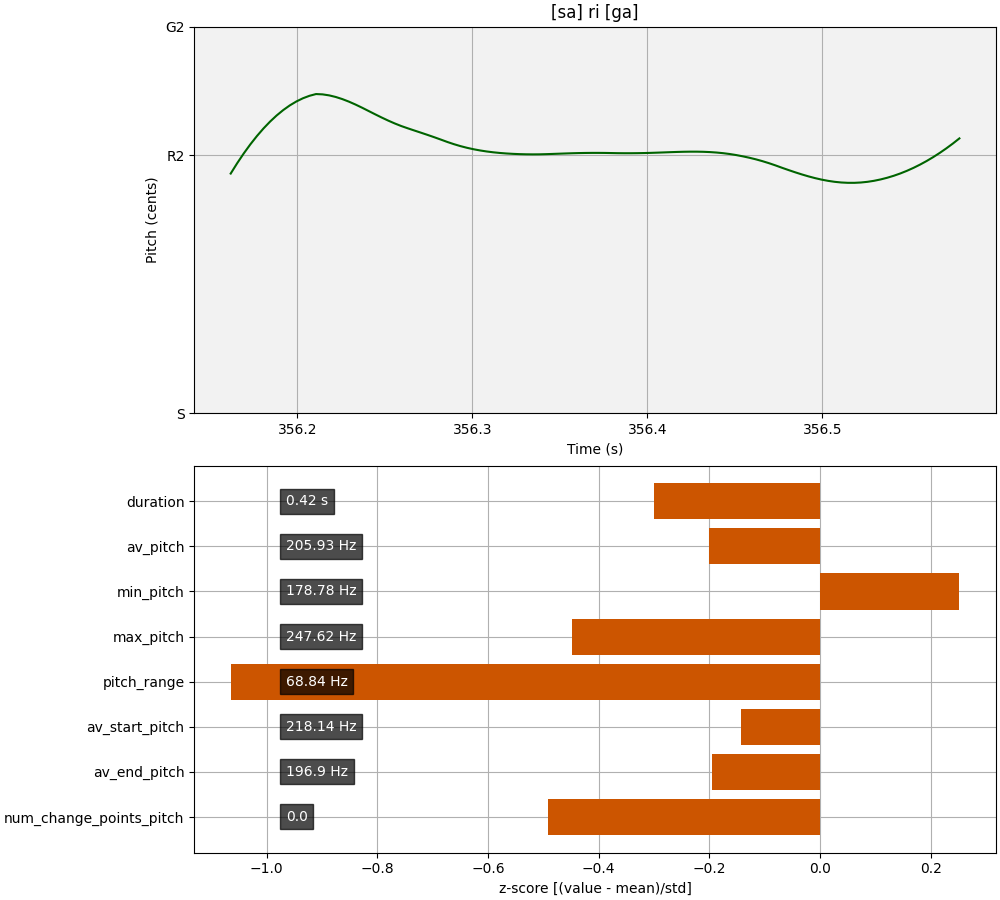 [sa] ri [ga]
G2
R2
S
Pitch (cents)
356.2 356.3 356.4 356.5
Time (s)
duration 0.42 s
av_pitch 205.93 Hz
min_pitch 178.78 Hz
max_pitch 247.62 Hz
pitch_range 68.84 Hz
av_start_pitch 218.14 Hz
av_end_pitch 196.9 Hz
num_change_points_pitch 0.0
−1.0 −0.8 −0.6 −0.4 −0.2 0.0 0.2
z-score [(value - mean)/std]